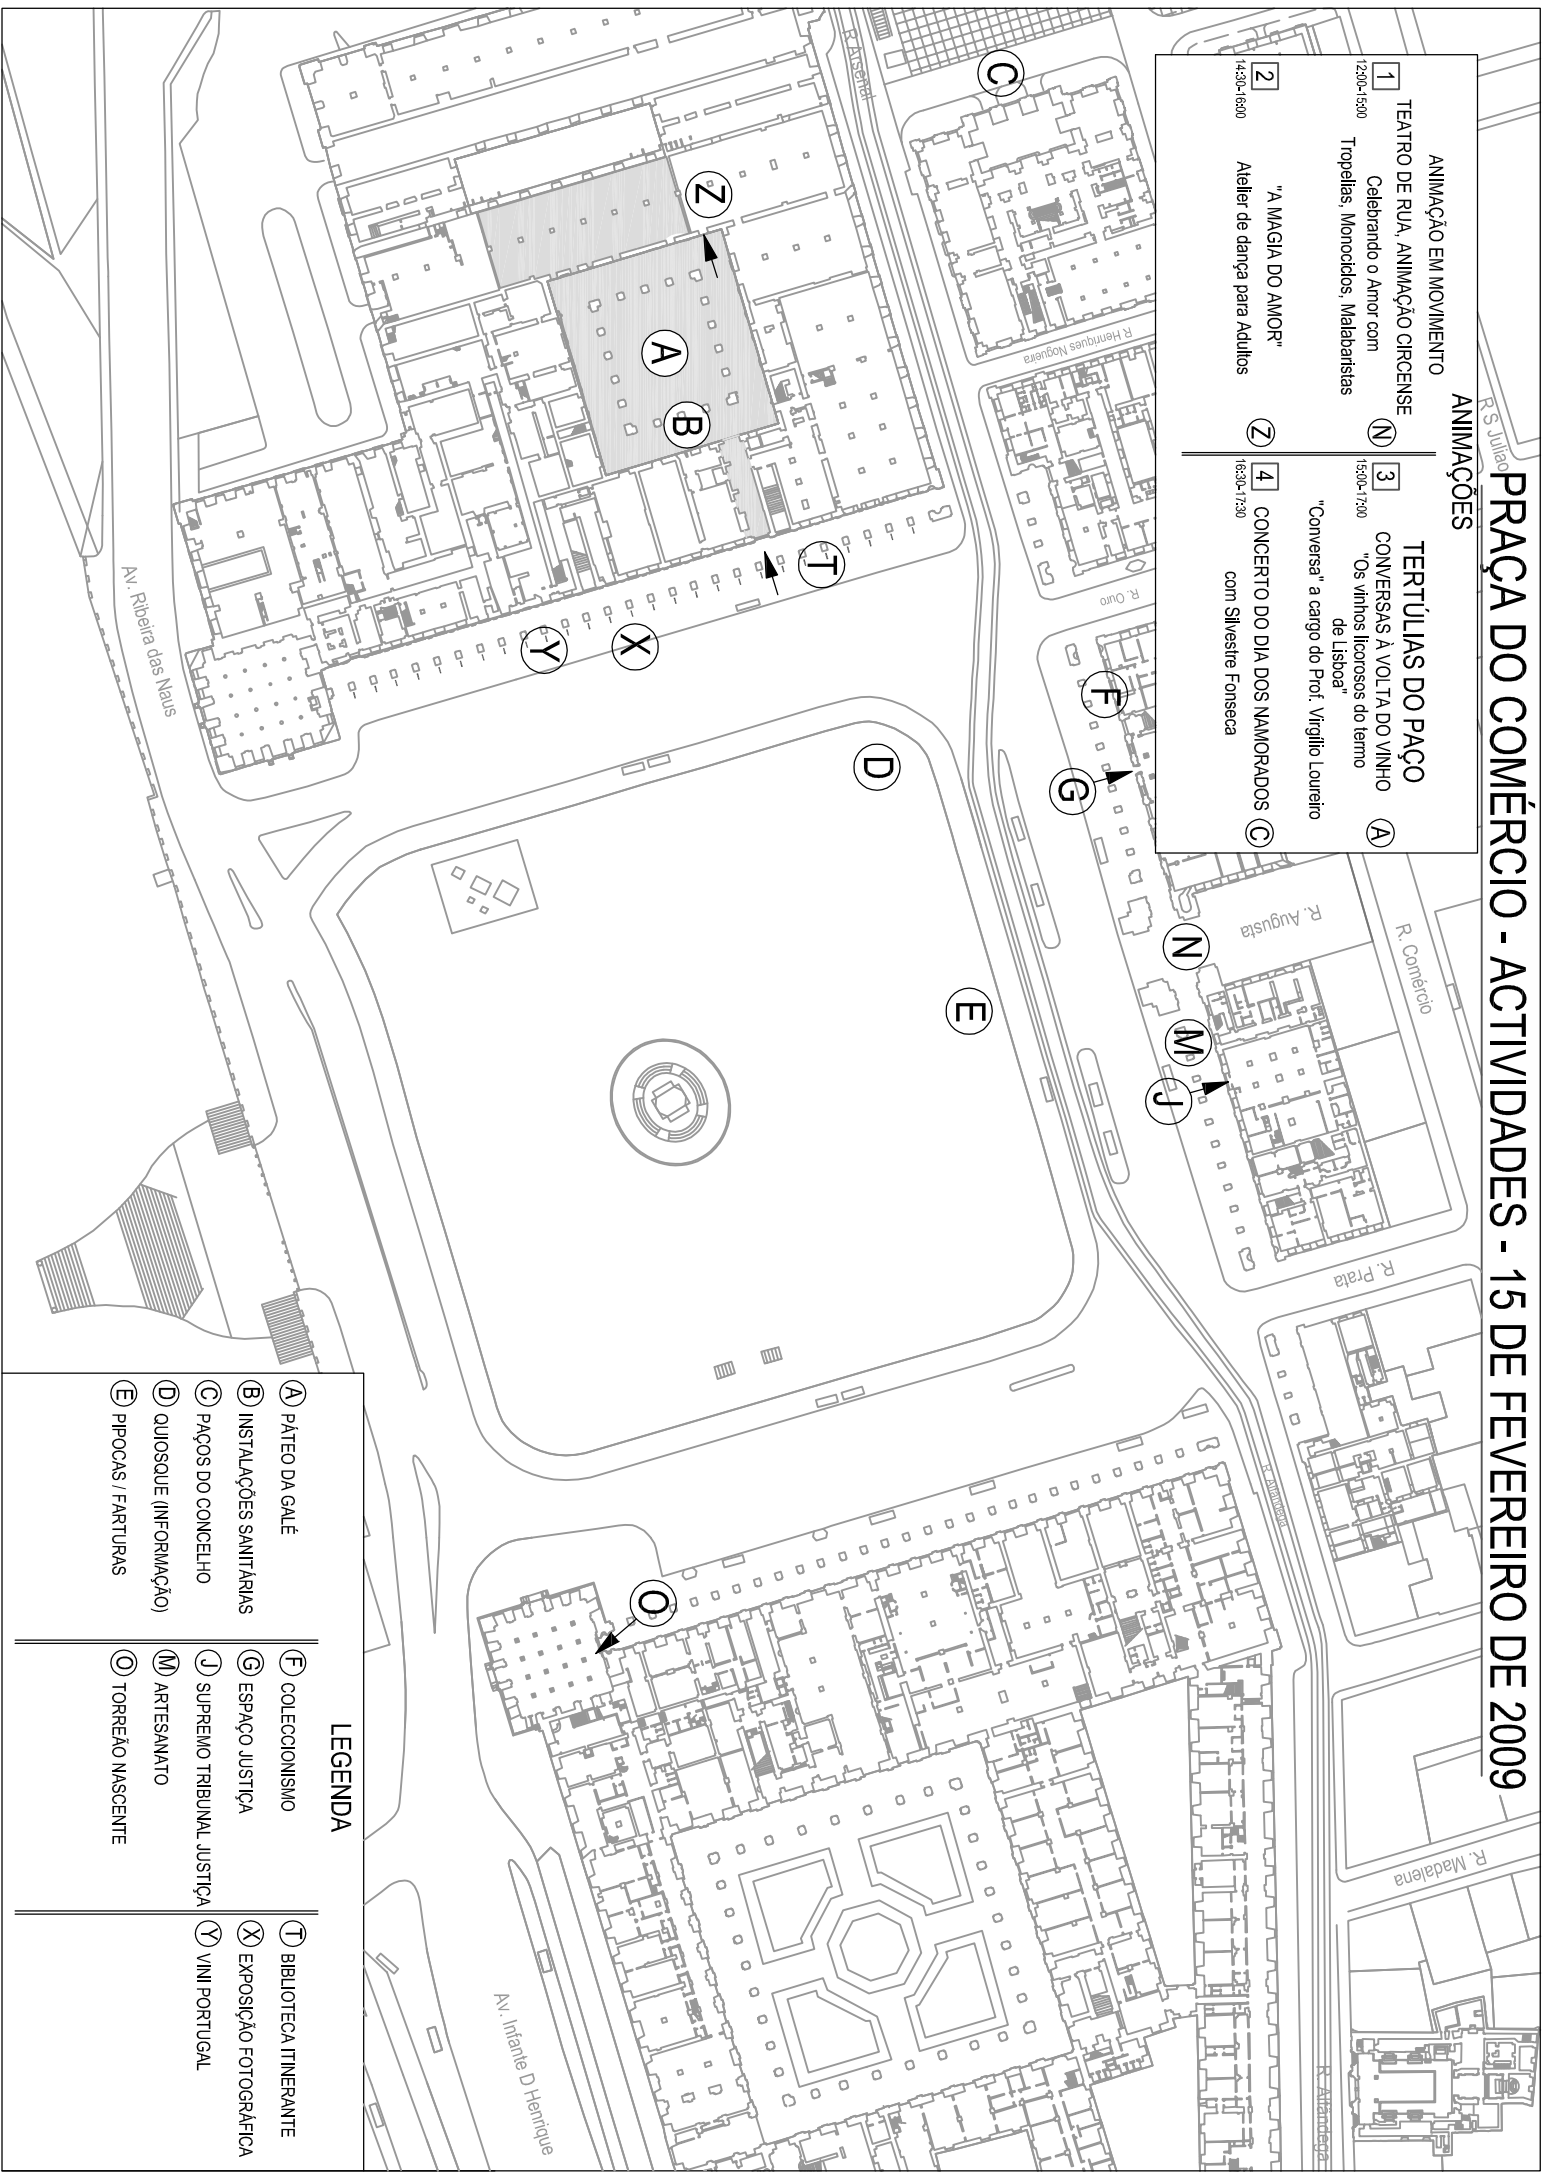 PRAÇA DO COMÉRCIO - ACTIVIDADES - 15 DE FEVEREIRO DE 2009
ANIMAÇÕES
ANIMAÇÃO EM MOVIMENTO
1
12:00-15:00
TEATRO DE RUA, ANIMAÇÃO CIRCENSE
Celebrando o Amor com
Tropelias, Monociclos, Malabaristas
N
2
14:30-16:00
"A MAGIA DO AMOR"
Atelier de dança para Adultos
Z
TERTÚLIAS DO PAÇO
3
15:00-17:00
CONVERSAS À VOLTA DO VINHO
"Os vinhos licorosos do termo
de Lisboa"
"Conversa" a cargo do Prof. Virgílio Loureiro
A
4
16:30-17:30
CONCERTO DO DIA DOS NAMORADOS
com Silvestre Fonseca
C
R S Juliao
R. Comércio
R Arsenal
R Henriques Nogueira
R. Ouro
R. Augusta
R. Prata
R. Madalena
R. Alfandega
R. Alfandega
Av. Ribeira das Naus
Av. Infante D Henrique
C
Z
A
B
T
X
Y
F
G
D
E
N
M
J
O
LEGENDA
A PÁTEO DA GALÉ
B INSTALAÇÕES SANITÁRIAS
C PAÇOS DO CONCELHO
D QUIOSQUE (INFORMAÇÃO)
E PIPOCAS / FARTURAS
F COLECCIONISMO
G ESPAÇO JUSTIÇA
J SUPREMO TRIBUNAL JUSTIÇA
M ARTESANATO
O TORREÃO NASCENTE
T BIBLIOTECA ITINERANTE
X EXPOSIÇÃO FOTOGRÁFICA
Y VINI PORTUGAL